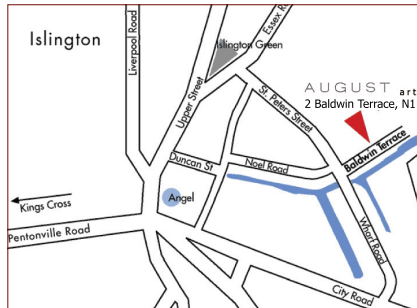 Islington
Liverpool Road
Essex R
Islington Green
Upper Street
St. Peters Street
AUGUST art
2 Baldwin Terrace, N1
Baldwin Terrace
Duncan St
Noel Road
Angel
Kings Cross
Pentonville Road
Wharf Road
City Road